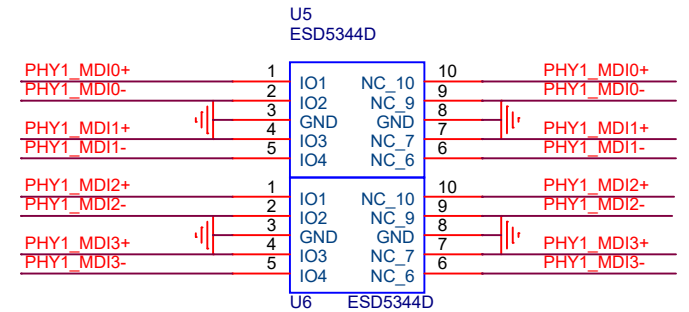 U5
ESD5344D
PHY1_MDI0+ 1 IO1 NC_10 10 PHY1_MDI0+
PHY1_MDI0- 2 IO2 NC_9 9 PHY1_MDI0-
3 GND GND 8
PHY1_MDI1+ 4 IO3 NC_7 7 PHY1_MDI1+
PHY1_MDI1- 5 IO4 NC_6 6 PHY1_MDI1-
PHY1_MDI2+ 1 IO1 NC_10 10 PHY1_MDI2+
PHY1_MDI2- 2 IO2 NC_9 9 PHY1_MDI2-
3 GND GND 8
PHY1_MDI3+ 4 IO3 NC_7 7 PHY1_MDI3+
PHY1_MDI3- 5 IO4 NC_6 6 PHY1_MDI3-
U6 ESD5344D